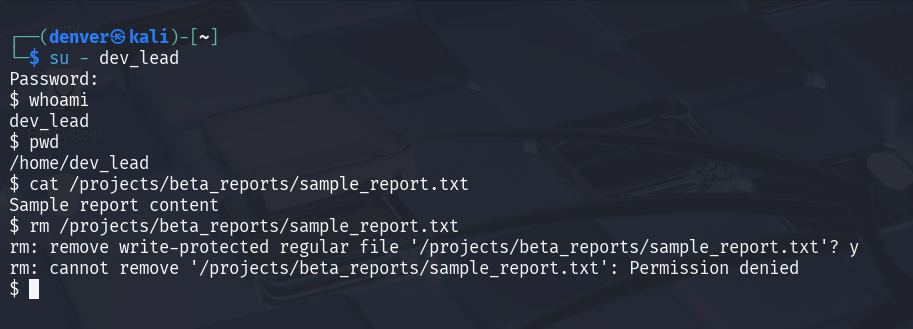 ┌──(denver㉿kali)-[~]
└─$ su - dev_lead
Password:
$ whoami
dev_lead
$ pwd
/home/dev_lead
$ cat /projects/beta_reports/sample_report.txt
Sample report content
$ rm /projects/beta_reports/sample_report.txt
rm: remove write-protected regular file '/projects/beta_reports/sample_report.txt'? y
rm: cannot remove '/projects/beta_reports/sample_report.txt': Permission denied
$